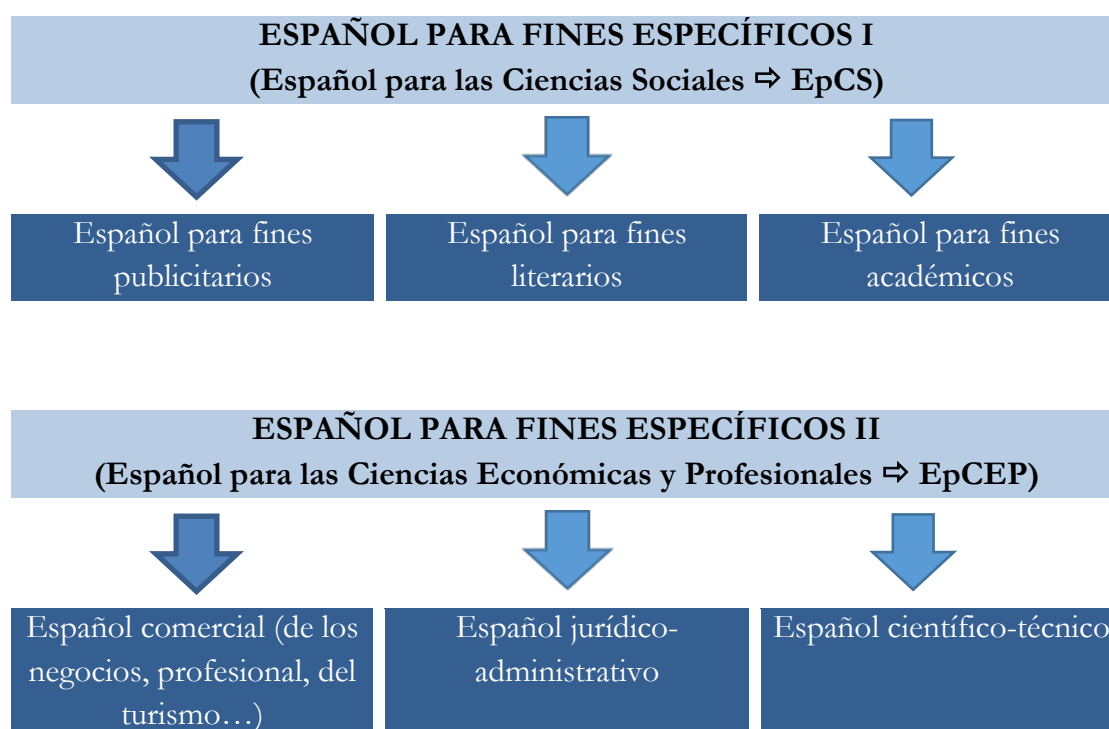 ESPAÑOL PARA FINES ESPECÍFICOS I
(Español para las Ciencias Sociales ⇨ EpCS)
Español para fines
publicitarios
Español para fines
literarios
Español para fines
académicos
ESPAÑOL PARA FINES ESPECÍFICOS II
(Español para las Ciencias Económicas y Profesionales ⇨ EpCEP)
Español comercial (de los
negocios, profesional, del
turismo…)
Español jurídico-
administrativo
Español científico-técnico